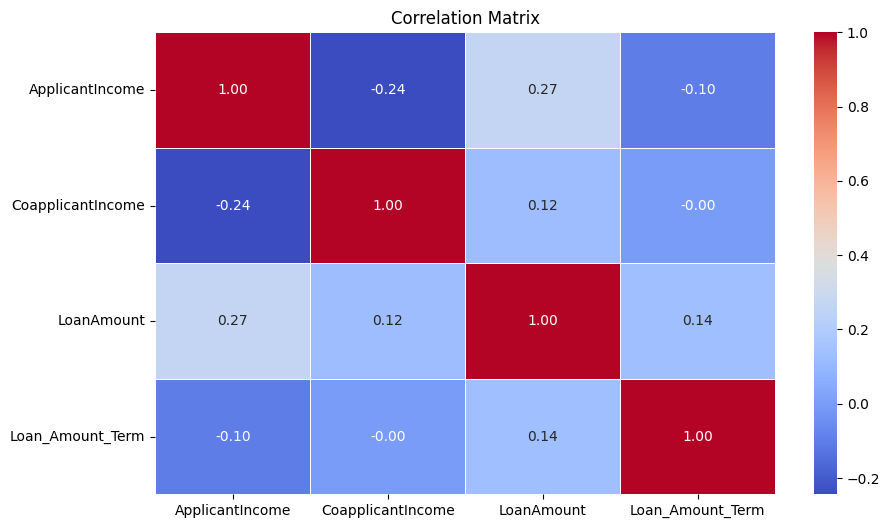 Correlation Matrix
ApplicantIncome 1.00 -0.24 0.27 -0.10
CoapplicantIncome -0.24 1.00 0.12 -0.00
LoanAmount 0.27 0.12 1.00 0.14
Loan_Amount_Term -0.10 -0.00 0.14 1.00
ApplicantIncome CoapplicantIncome LoanAmount Loan_Amount_Term
1.0
0.8
0.6
0.4
0.2
0.0
−0.2